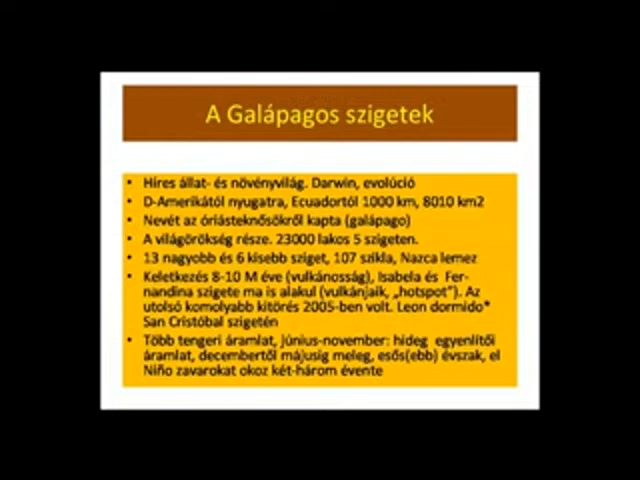 A Galápagos szigetek
• Híres állat- és növényvilág. Darwin, evolúció
• D-Amerikától nyugatra, Ecuadortól 1000 km, 8010 km2
• Nevét az óriásteknősökről kapta (galápago)
• A világörökség része. 23000 lakos 5 szigeten.
• 13 nagyobb és 6 kisebb sziget, 107 szikla, Nazca lemez
• Keletkezés 8-10 M éve (vulkánosság), Isabela és Fer-
nandina szigete ma is alakul (vulkánjaik, „hotspot”). Az
utolsó komolyabb kitörés 2005-ben volt. Leon dormido*
San Cristóbal szigetén
• Több tengeri áramlat, június-november: hideg egyenlítői
áramlat, decembertől májusig meleg, esős(ebb) évszak, el
Niño zavarokat okoz két-három évente